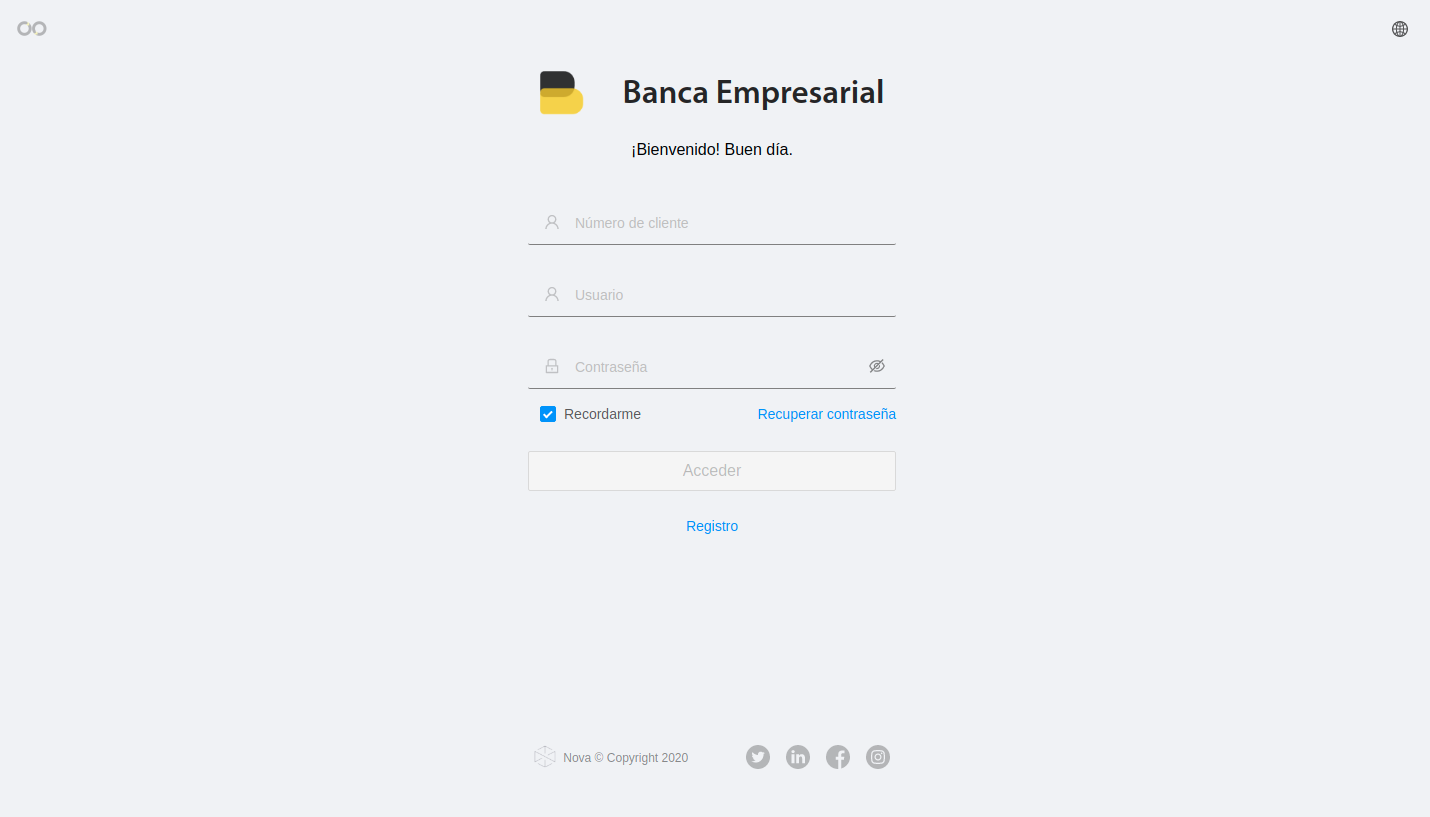 Banca Empresarial
¡Bienvenido! Buen día.
Número de cliente
Usuario
Contraseña
Recordarme
Recuperar contraseña
Acceder
Registro
Nova © Copyright 2020